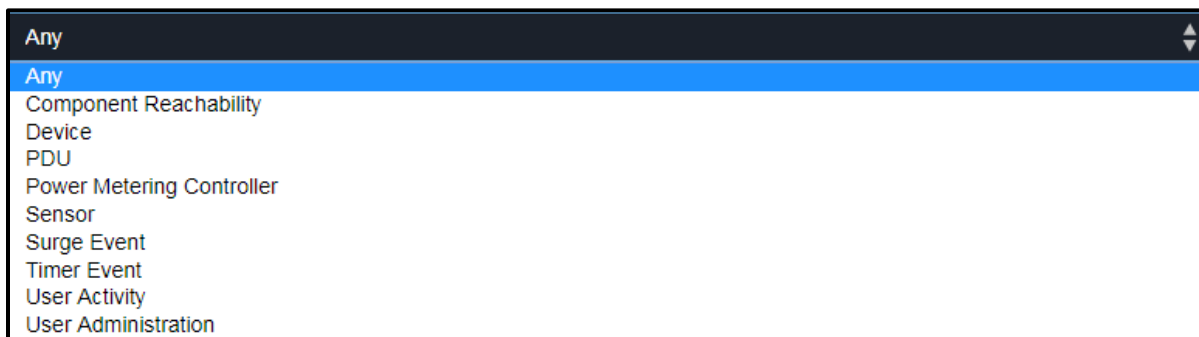 Any
Any
Component Reachability
Device
PDU
Power Metering Controller
Sensor
Surge Event
Timer Event
User Activity
User Administration